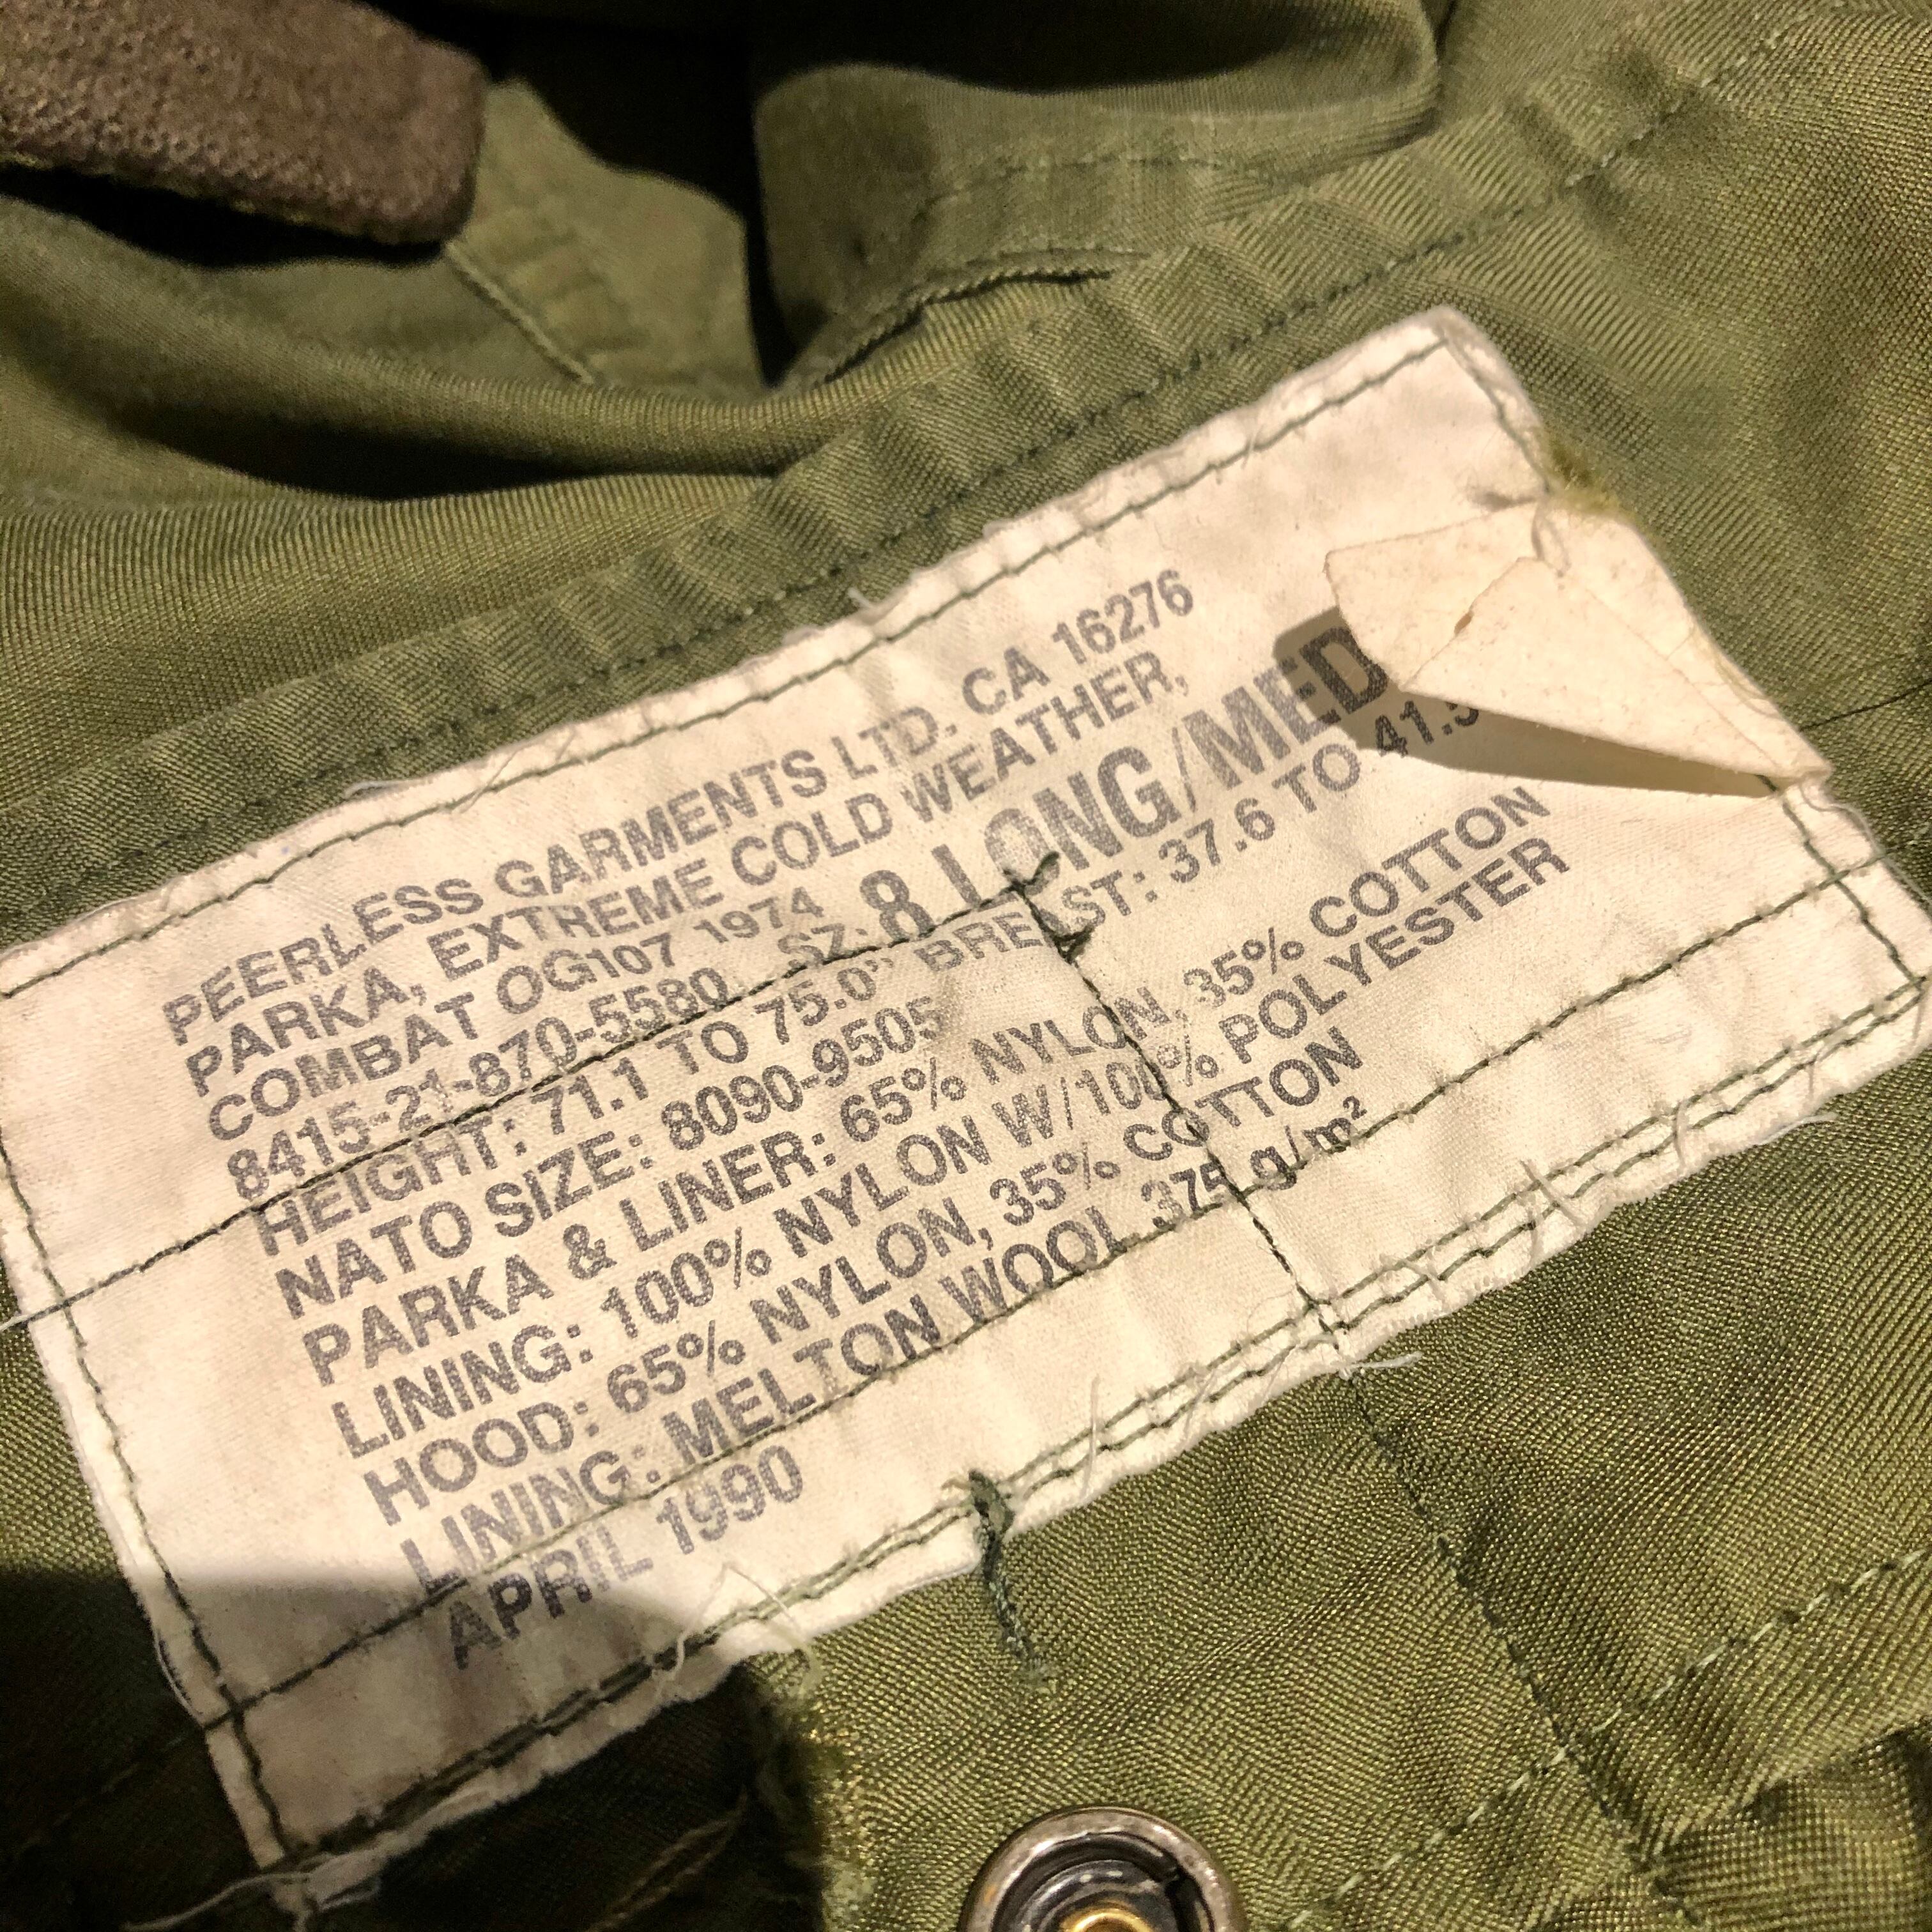 PEERLESS GARMENTS LTD. CA 16276
PARKA, EXTREME COLD WEATHER,
COMBAT OG107 1974
8415-21-870-5580 SZ: 8 LONG/MED
HEIGHT: 71.1 TO 75.0" BREAST: 37.6 TO 41.5
NATO SIZE: 8090-9505
PARKA & LINER: 65% NYLON, 35% COTTON
LINING: 100% NYLON W/100% POLYESTER
HOOD: 65% NYLON, 35% COTTON
LINING: MELTON WOOL 375 g/m²
APRIL 1990